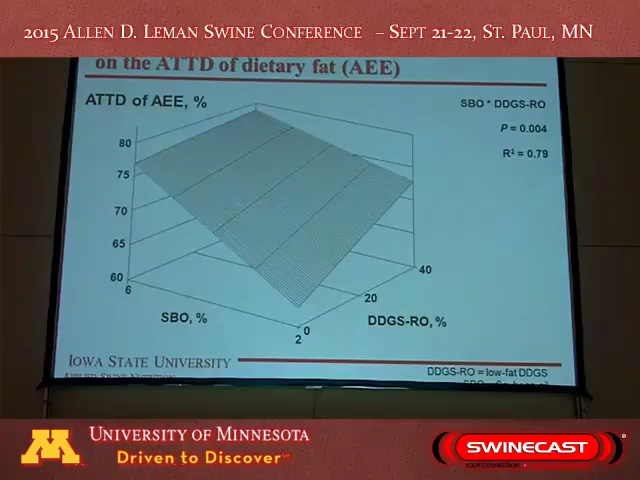 2015 Allen D. Leman Swine Conference – Sept 21-22, St. Paul, MN
on the ATTD of dietary fat (AEE)
ATTD of AEE, %
SBO * DDGS-RO
P = 0.004
R² = 0.79
80
75
70
65
60
6
SBO, %
2
0
20
40
DDGS-RO, %
IOWA STATE UNIVERSITY
DDGS-RO = low-fat DDGS
UNIVERSITY OF MINNESOTA
Driven to Discover
SWINECAST
YOUR CONNECTION